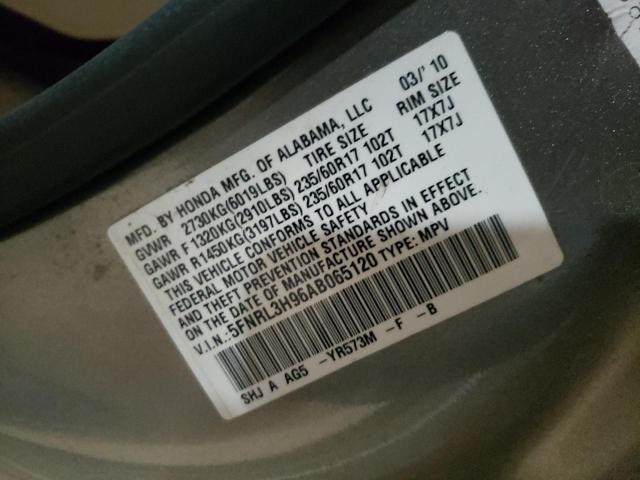 MFD. BY HONDA MFG. OF ALABAMA, LLC 03/' 10
GVWR 2730KG(6019LBS) TIRE SIZE RIM SIZE
GAWR F 1320KG(2910LBS) 235/60R17 102T 17X7J
GAWR R1450KG(3197LBS) 235/60R17 102T 17X7J
THIS VEHICLE CONFORMS TO ALL APPLICABLE
FEDERAL MOTOR VEHICLE SAFETY
AND THEFT PREVENTION STANDARDS IN EFFECT
ON THE DATE OF MANUFACTURE SHOWN ABOVE.
V.I.N.:5FNRL3H96AB065120 TYPE: MPV
SHJ A AG5 -YR573M -F -B